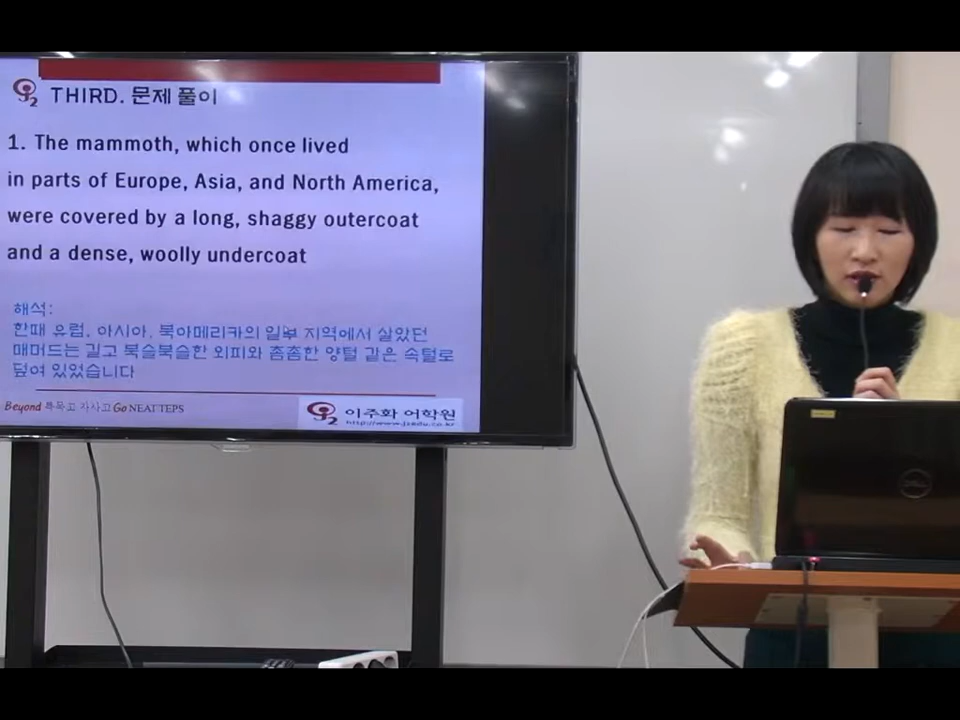 THIRD. 문제 풀이
1. The mammoth, which once lived
in parts of Europe, Asia, and North America,
were covered by a long, shaggy outercoat
and a dense, woolly undercoat
해석:
한때 유럽, 아시아, 북아메리카의 일부 지역에서 살았던
매머드는 길고 북슬북슬한 외피와 촘촘한 양털 같은 속털로
덮여 있었습니다
Beyond 톡톡고 가사고 Go NEAT TEPS
이주화 어학원
DELL